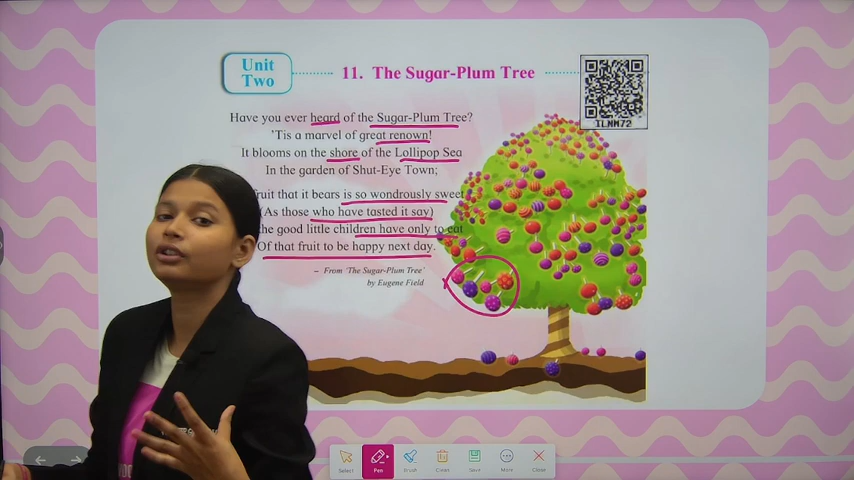 Unit
Two
11. The Sugar-Plum Tree
TLNM72
Have you ever heard of the Sugar-Plum Tree?
'Tis a marvel of great renown!
It blooms on the shore of the Lollipop Sea
In the garden of Shut-Eye Town;
fruit that it bears is so wondrously sweet
(As those who have tasted it say)
the good little children have only to eat
Of that fruit to be happy next day.
– From 'The Sugar-Plum Tree'
by Eugene Field
Select
Pen
Brush
Clean
Save
More
Close